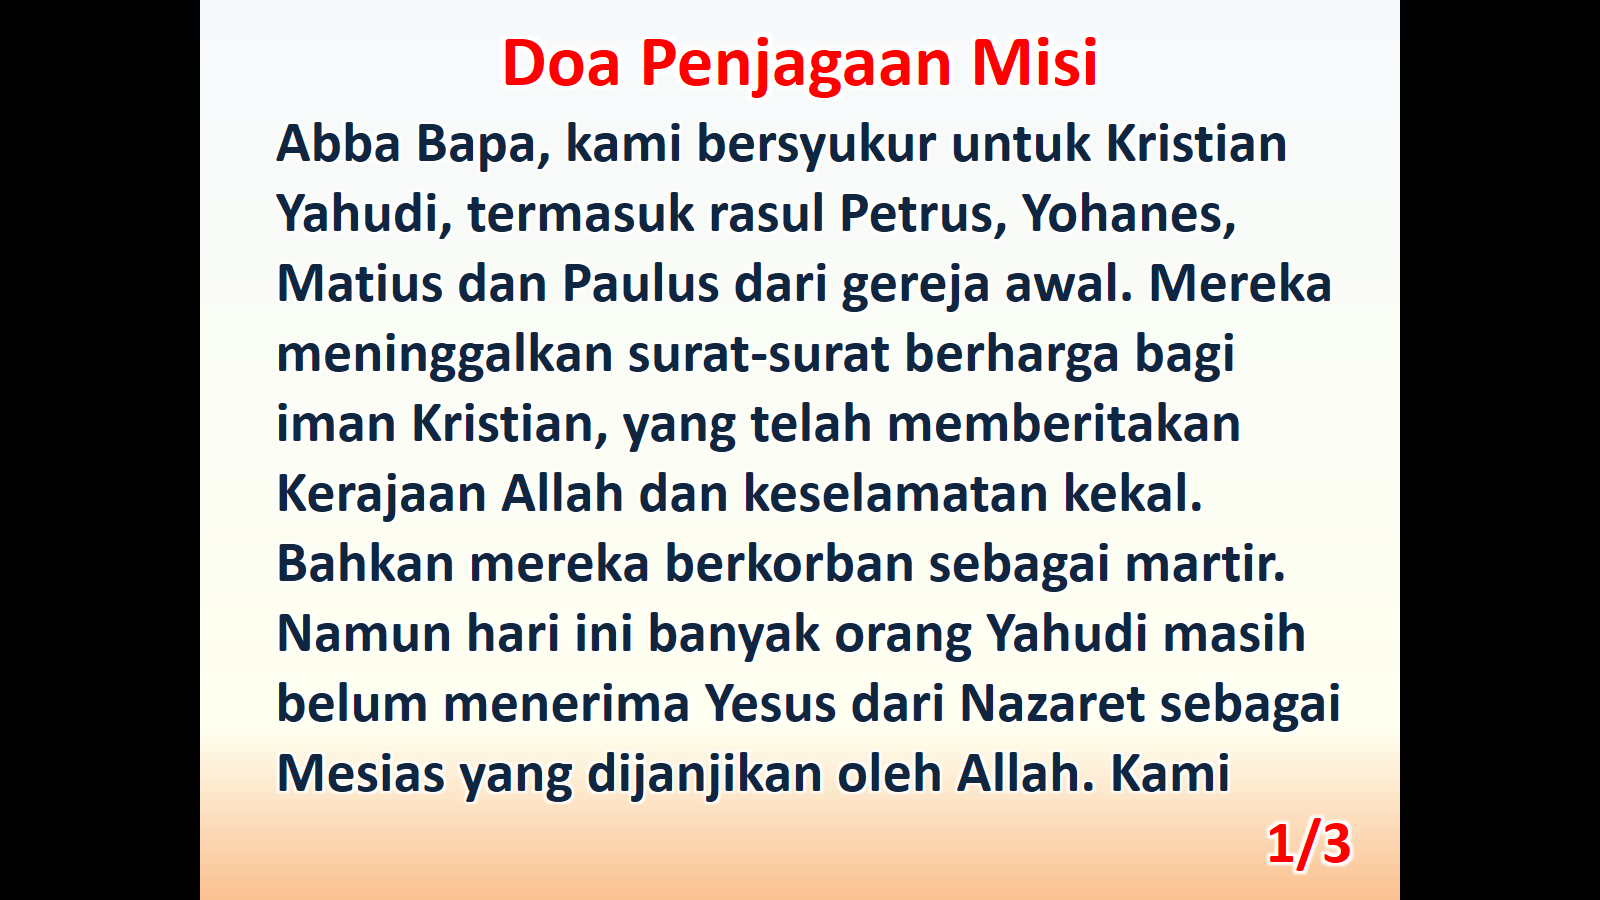 Doa Penjagaan Misi
Abba Bapa, kami bersyukur untuk Kristian
Yahudi, termasuk rasul Petrus, Yohanes,
Matius dan Paulus dari gereja awal. Mereka
meninggalkan surat-surat berharga bagi
iman Kristian, yang telah memberitakan
Kerajaan Allah dan keselamatan kekal.
Bahkan mereka berkorban sebagai martir.
Namun hari ini banyak orang Yahudi masih
belum menerima Yesus dari Nazaret sebagai
Mesias yang dijanjikan oleh Allah. Kami
1/3